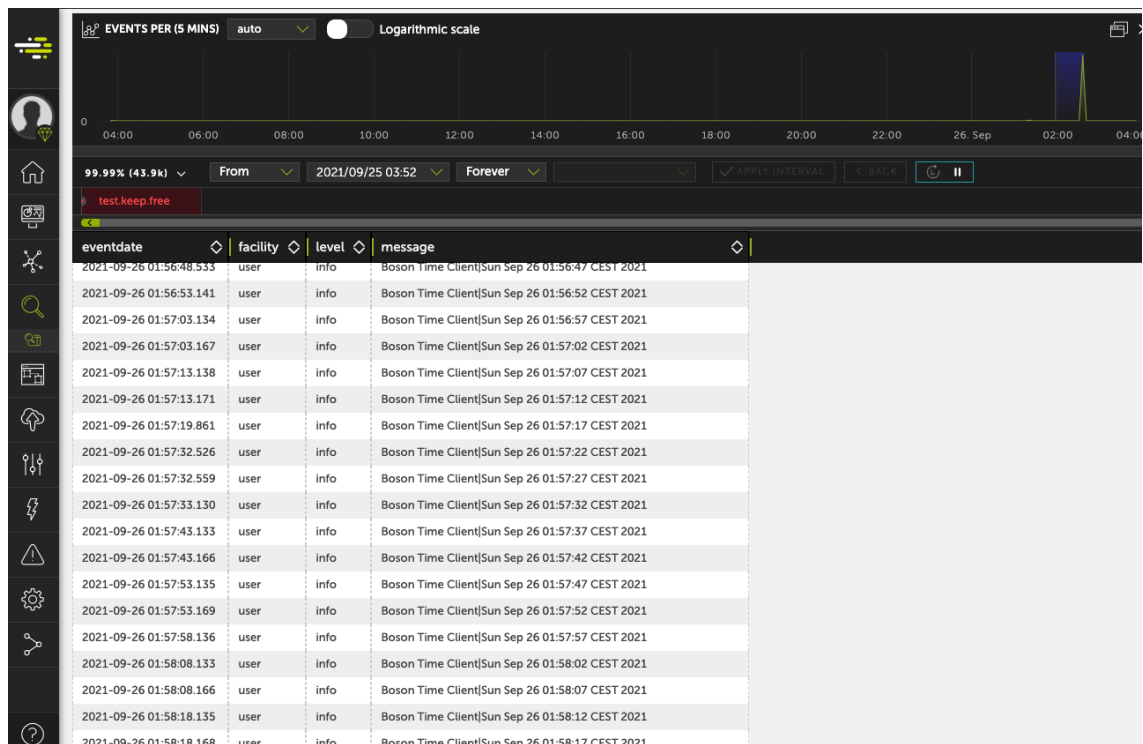 EVENTS PER (5 MINS) auto Logarithmic scale
0
04:00 06:00 08:00 10:00 12:00 14:00 16:00 18:00 20:00 22:00 26. Sep 02:00 04:00
99.99% (43.9k) From 2021/09/25 03:52 Forever APPLY INTERVAL < BACK
test.keep.free
eventdate facility level message
2021-09-26 01:56:48.533 user info Boson Time Client|Sun Sep 26 01:56:47 CEST 2021
2021-09-26 01:56:53.141 user info Boson Time Client|Sun Sep 26 01:56:52 CEST 2021
2021-09-26 01:57:03.134 user info Boson Time Client|Sun Sep 26 01:56:57 CEST 2021
2021-09-26 01:57:03.167 user info Boson Time Client|Sun Sep 26 01:57:02 CEST 2021
2021-09-26 01:57:13.138 user info Boson Time Client|Sun Sep 26 01:57:07 CEST 2021
2021-09-26 01:57:13.171 user info Boson Time Client|Sun Sep 26 01:57:12 CEST 2021
2021-09-26 01:57:19.861 user info Boson Time Client|Sun Sep 26 01:57:17 CEST 2021
2021-09-26 01:57:32.526 user info Boson Time Client|Sun Sep 26 01:57:22 CEST 2021
2021-09-26 01:57:32.559 user info Boson Time Client|Sun Sep 26 01:57:27 CEST 2021
2021-09-26 01:57:33.130 user info Boson Time Client|Sun Sep 26 01:57:32 CEST 2021
2021-09-26 01:57:43.133 user info Boson Time Client|Sun Sep 26 01:57:37 CEST 2021
2021-09-26 01:57:43.166 user info Boson Time Client|Sun Sep 26 01:57:42 CEST 2021
2021-09-26 01:57:53.135 user info Boson Time Client|Sun Sep 26 01:57:47 CEST 2021
2021-09-26 01:57:53.169 user info Boson Time Client|Sun Sep 26 01:57:52 CEST 2021
2021-09-26 01:57:58.136 user info Boson Time Client|Sun Sep 26 01:57:57 CEST 2021
2021-09-26 01:58:08.133 user info Boson Time Client|Sun Sep 26 01:58:02 CEST 2021
2021-09-26 01:58:08.166 user info Boson Time Client|Sun Sep 26 01:58:07 CEST 2021
2021-09-26 01:58:18.135 user info Boson Time Client|Sun Sep 26 01:58:12 CEST 2021
2021-09-26 01:58:18.168 user info Boson Time Client|Sun Sep 26 01:58:17 CEST 2021